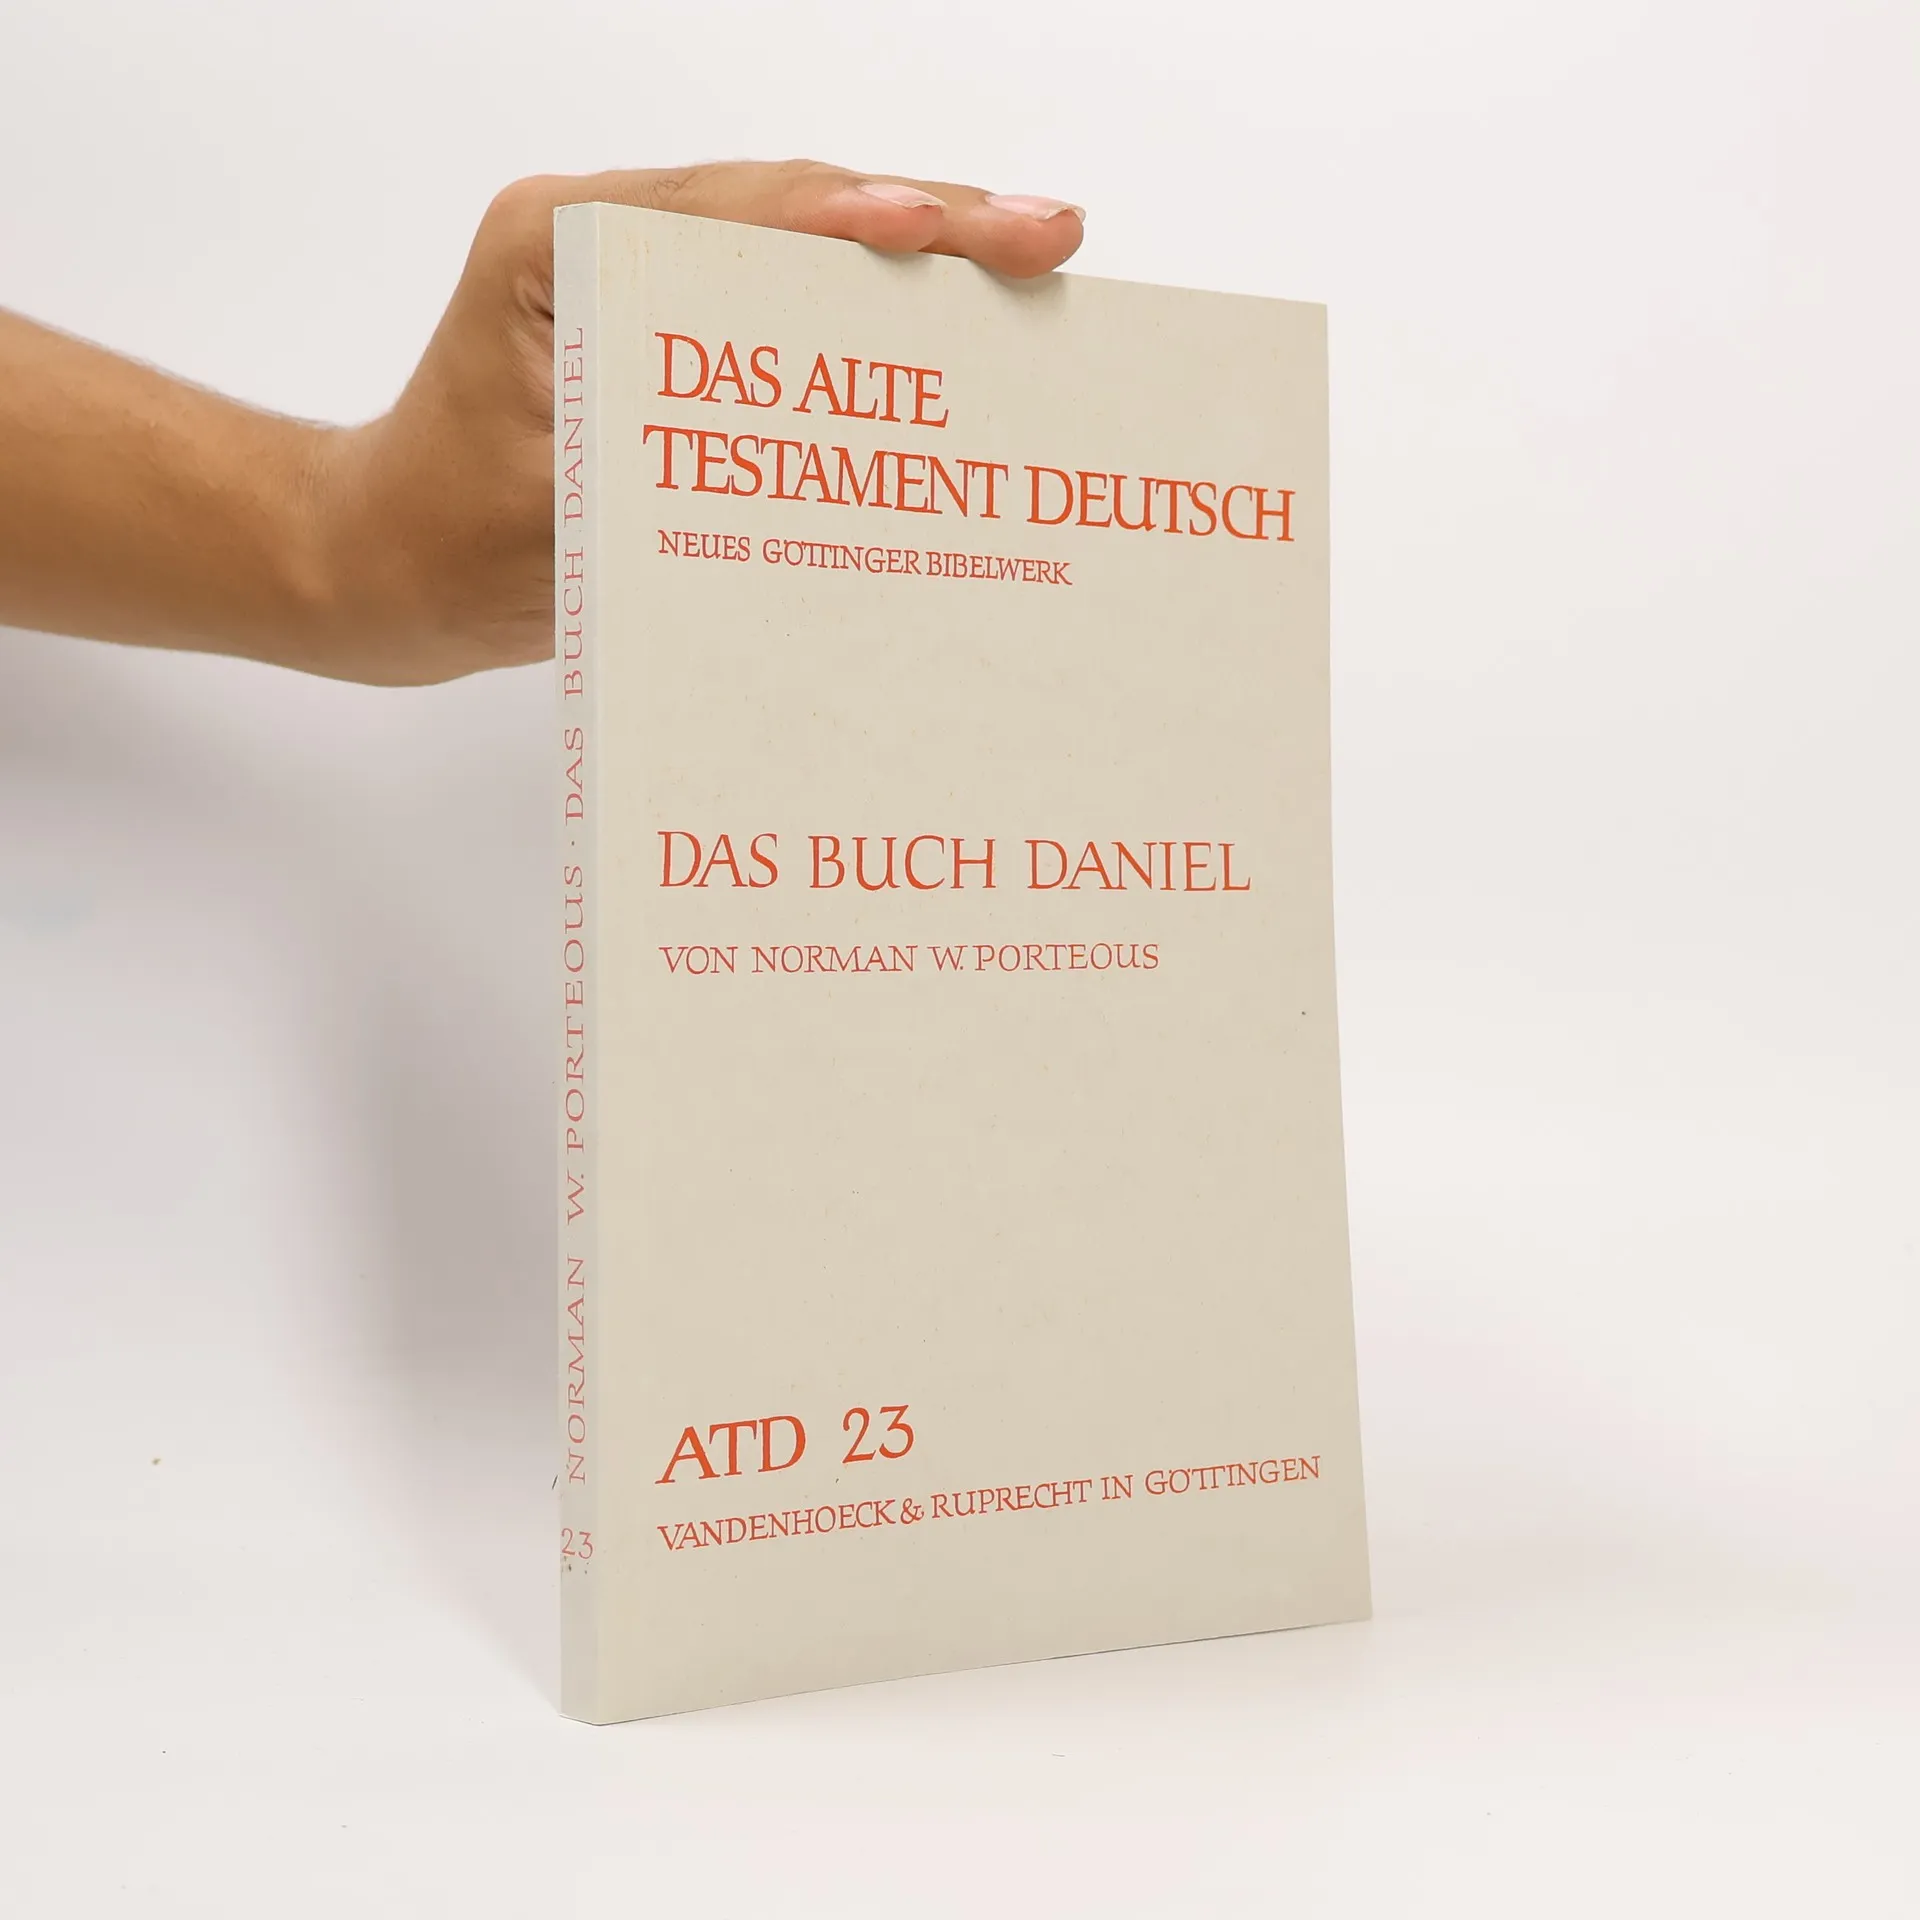 DAS ALTE
TESTAMENT DEUTSCH
NEUES GÖTTINGER BIBELWERK
DAS BUCH DANIEL
VON NORMAN W. PORTEOUS
ATD 23
VANDENHOECK & RUPRECHT IN GÖTTINGEN
NORMAN W. PORTEOUS · DAS BUCH DANIEL
23